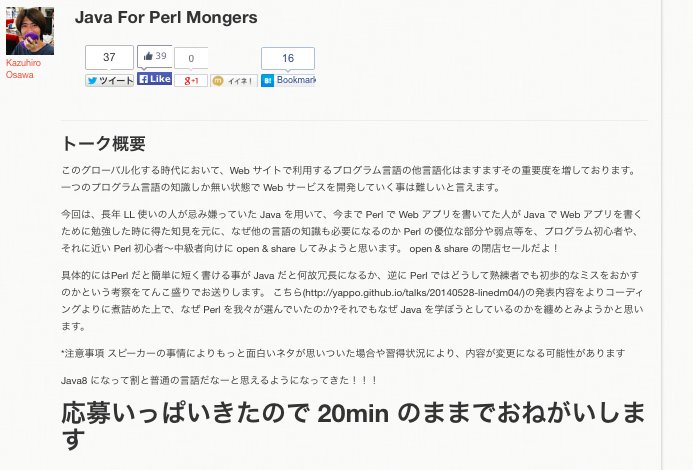 Java For Perl Mongers
Kazuhiro
Osawa
37
39
0
16
ツイート
Like
+1
イイネ!
Bookmark
トーク概要
このグローバル化する時代において、Web サイトで利用するプログラム言語の他言語化はますますその重要度を増しております。
一つのプログラム言語の知識しか無い状態で Web サービスを開発していく事は難しいと言えます。
今回は、長年 LL 使いの人が忌み嫌っていた Java を用いて、今まで Perl で Web アプリを書いてた人が Java で Web アプリを書く
ために勉強した時に得た知見を元に、なぜ他の言語の知識も必要になるのか Perl の優位な部分や弱点等を、プログラム初心者や、
それに近い Perl 初心者〜中級者向けに open & share してみようと思います。 open & share の閉店セールだよ！
具体的にはPerl だと簡単に短く書ける事が Java だと何故冗長になるか、逆に Perl ではどうして熟練者でも初歩的なミスをおかす
のかという考察をてんこ盛りでお送りします。 こちら(http://yappo.github.io/talks/20140528-linedm04/)の発表内容をよりコーディ
ングよりに煮詰めた上で、なぜ Perl を我々が選んでいたのか?それでもなぜ Java を学ぼうとしているのかを纏めとみようかと思い
ます。
*注意事項 スピーカーの事情によりもっと面白いネタが思いついた場合や習得状況により、内容が変更になる可能性があります
Java8 になって割と普通の言語だなーと思えるようになってきた！！！
応募いっぱいきたので 20min のままでおねがいしま
す